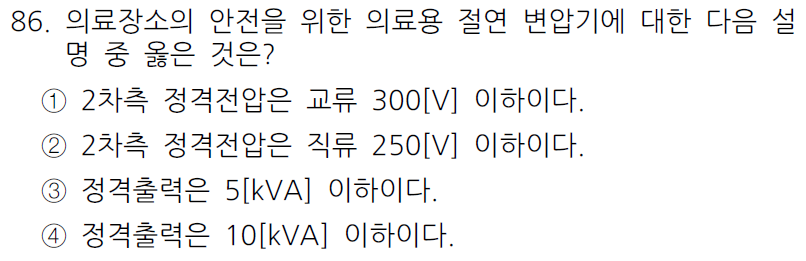 86. 의료장소의 안전을 위한 의료용 절연 변압기에 대한 다음 설
명 중 옳은 것은?
① 2차측 정격전압은 교류 300[V] 이하이다.
② 2차측 정격전압은 직류 250[V] 이하이다.
③ 정격출력은 5[kVA] 이하이다.
④ 정격출력은 10[kVA] 이하이다.